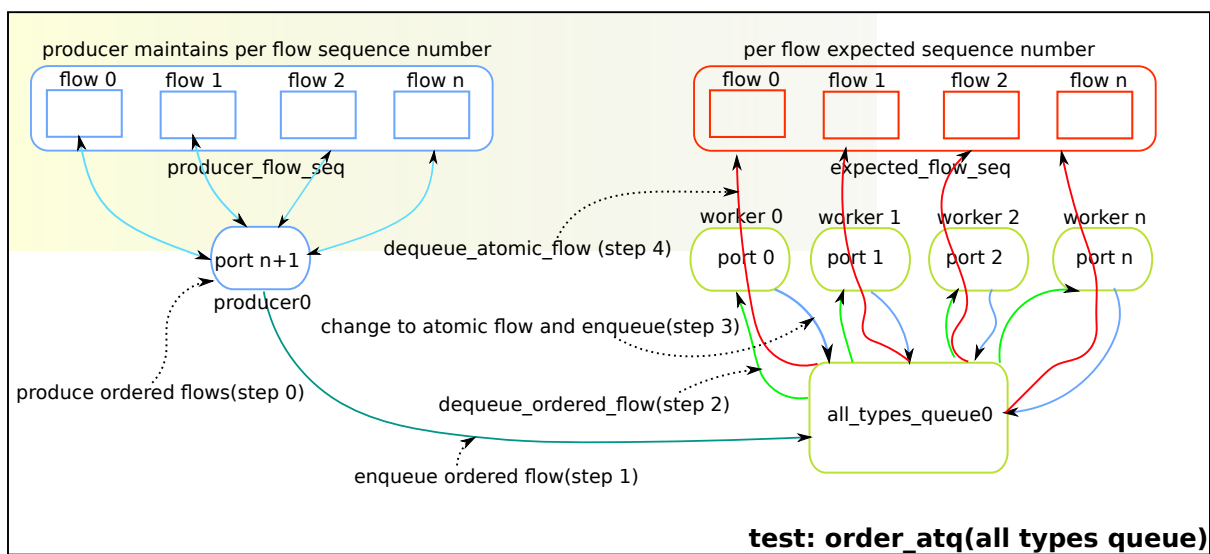 producer maintains per flow sequence number
flow 0 flow 1 flow 2 flow n
producer_flow_seq
per flow expected sequence number
flow 0 flow 1 flow 2 flow n
expected_flow_seq
worker 0 worker 1 worker 2 worker n
port 0 port 1 port 2 port n
dequeue_atomic_flow (step 4)
port n+1
producer0
change to atomic flow and enqueue(step 3)
produce ordered flows(step 0)
dequeue_ordered_flow(step 2)
all_types_queue0
enqueue ordered flow(step 1)
test: order_atq(all types queue)